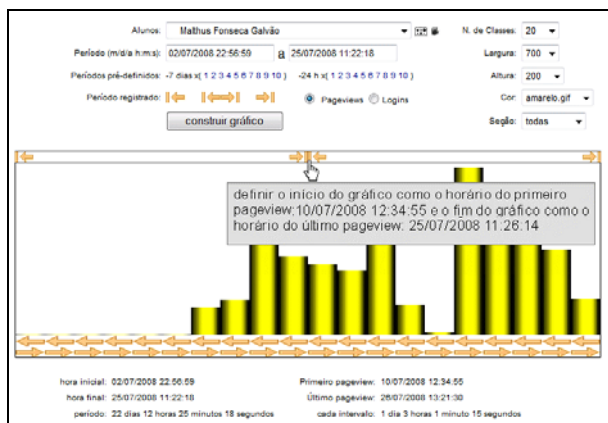 Alunos: Malthus Fonseca Galvão N. de Classes: 20
Período (m/d/a h:m:s): 02/07/2008 22:56:59 a 25/07/2008 11:22:18 Largura: 700
Períodos pré-definidos: -7 dias x( 1 2 3 4 5 6 7 8 9 10 ) -24 h x( 1 2 3 4 5 6 7 8 9 10 ) Altura: 200
Período registrado: Pageviews Logins Cor: amarelo.gif
construir gráfico Seção: todas
definir o início do gráfico como o horário do primeiro
pageview:10/07/2008 12:34:55 e o fim do gráfico como o
horário do último pageview: 25/07/2008 11:26:14
hora inicial: 02/07/2008 22:56:59 Primeiro pageview: 10/07/2008 12:34:55
hora final: 25/07/2008 11:22:18 Último pageview: 26/07/2008 13:21:30
período: 22 dias 12 horas 25 minutos 18 segundos cada intervalo: 1 dia 3 horas 1 minuto 15 segundos